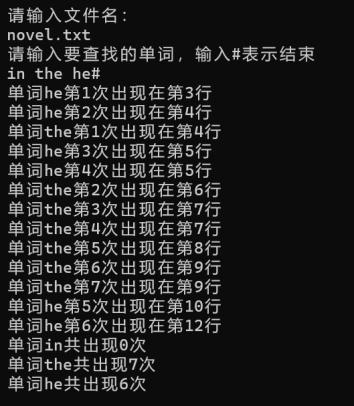 请输入文件名：
novel.txt
请输入要查找的单词，输入#表示结束
in the he#
单词he第1次出现在第3行
单词he第2次出现在第4行
单词the第1次出现在第4行
单词he第3次出现在第5行
单词he第4次出现在第5行
单词the第2次出现在第6行
单词the第3次出现在第7行
单词the第4次出现在第7行
单词the第5次出现在第8行
单词the第6次出现在第9行
单词the第7次出现在第9行
单词he第5次出现在第10行
单词he第6次出现在第12行
单词in共出现0次
单词the共出现7次
单词he共出现6次